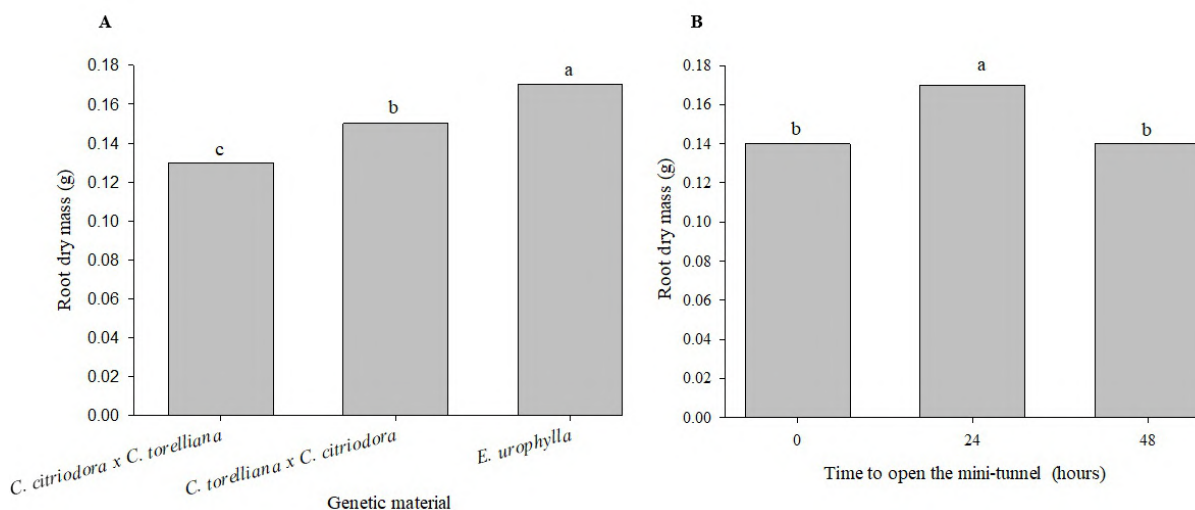 A
Root dry mass (g)
0.18
0.16
0.14
0.12
0.10
0.08
0.06
0.04
0.02
0.00
c
b
a
C. citriodora x C. torelliana
C. torelliana x C. citriodora
E. urophylla
Genetic material
B
Root dry mass (g)
0.18
0.16
0.14
0.12
0.10
0.08
0.06
0.04
0.02
0.00
b
a
b
0
24
48
Time to open the mini-tunnel (hours)